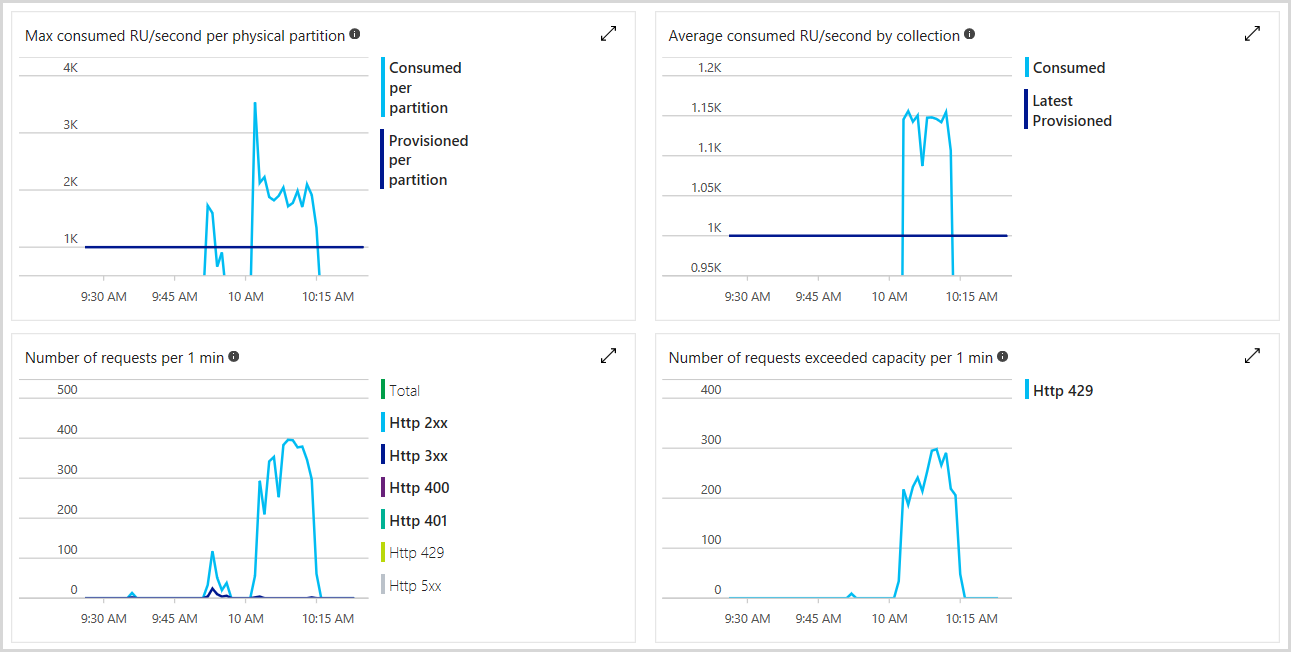 Max consumed RU/second per physical partition
4K
3K
2K
1K
9:30 AM 9:45 AM 10 AM 10:15 AM
Consumed
per
partition
Provisioned
per
partition
Average consumed RU/second by collection
1.2K
1.15K
1.1K
1.05K
1K
0.95K
9:30 AM 9:45 AM 10 AM 10:15 AM
Consumed
Latest
Provisioned
Number of requests per 1 min
500
400
300
200
100
0
9:30 AM 9:45 AM 10 AM 10:15 AM
Total
Http 2xx
Http 3xx
Http 400
Http 401
Http 429
Http 5xx
Number of requests exceeded capacity per 1 min
400
300
200
100
0
9:30 AM 9:45 AM 10 AM 10:15 AM
Http 429